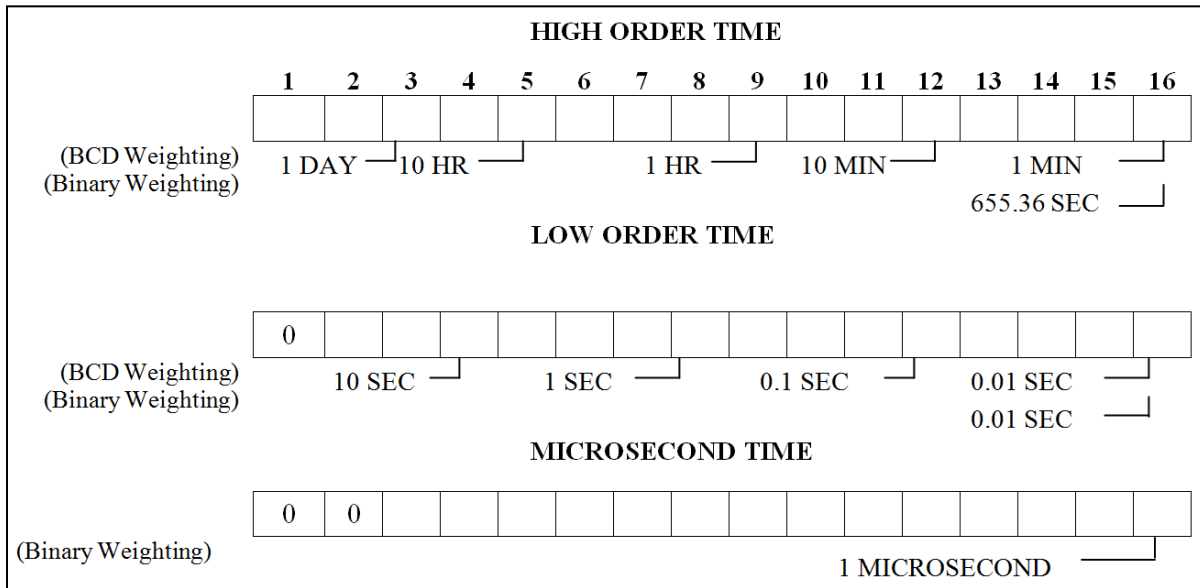 HIGH ORDER TIME
1 2 3 4 5 6 7 8 9 10 11 12 13 14 15 16
(BCD Weighting) 1 DAY 10 HR 1 HR 10 MIN 1 MIN
(Binary Weighting) 655.36 SEC
LOW ORDER TIME
0
(BCD Weighting) 10 SEC 1 SEC 0.1 SEC 0.01 SEC
(Binary Weighting) 0.01 SEC
MICROSECOND TIME
0 0
(Binary Weighting) 1 MICROSECOND